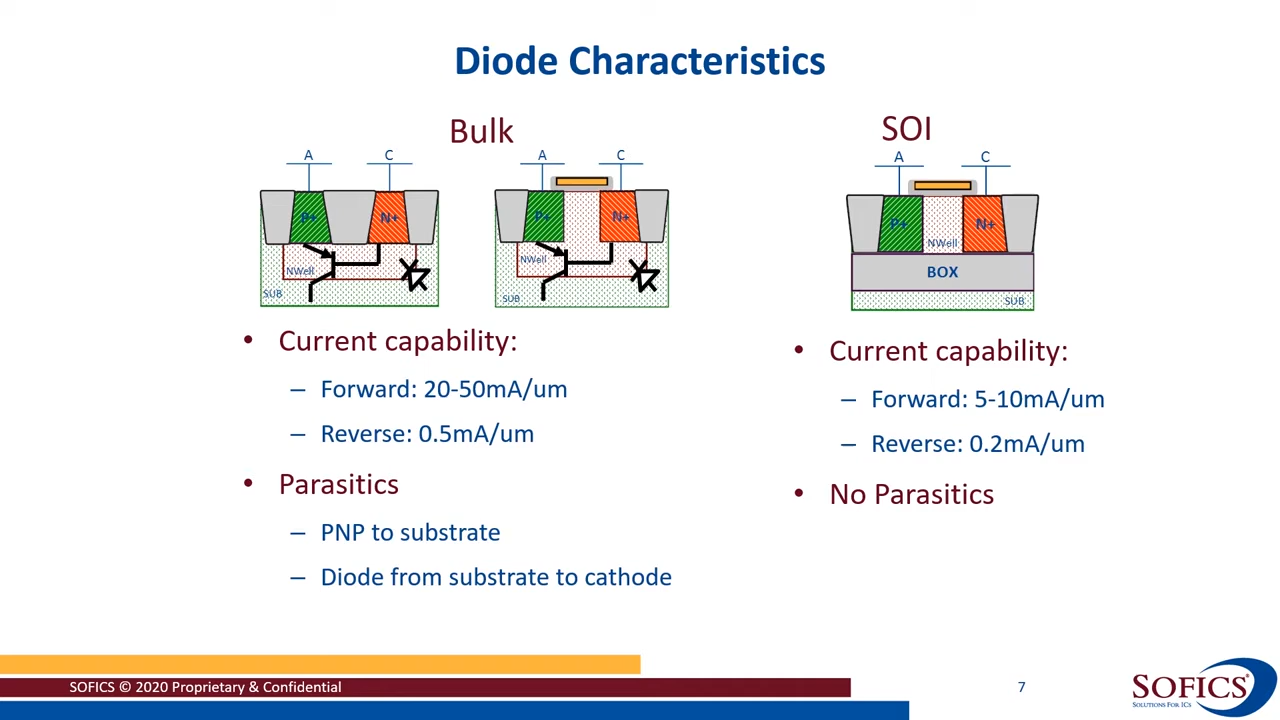 Diode Characteristics
Bulk
A
C
P+
N+
NWell
SUB
A
C
P+
N+
NWell
SUB
• Current capability:
– Forward: 20-50mA/um
– Reverse: 0.5mA/um
• Parasitics
– PNP to substrate
– Diode from substrate to cathode
SOI
A
C
P+
N+
NWell
BOX
SUB
• Current capability:
– Forward: 5-10mA/um
– Reverse: 0.2mA/um
• No Parasitics
SOFICS © 2020 Proprietary & Confidential
7
SOFICS®
SOLUTIONS FOR ICS